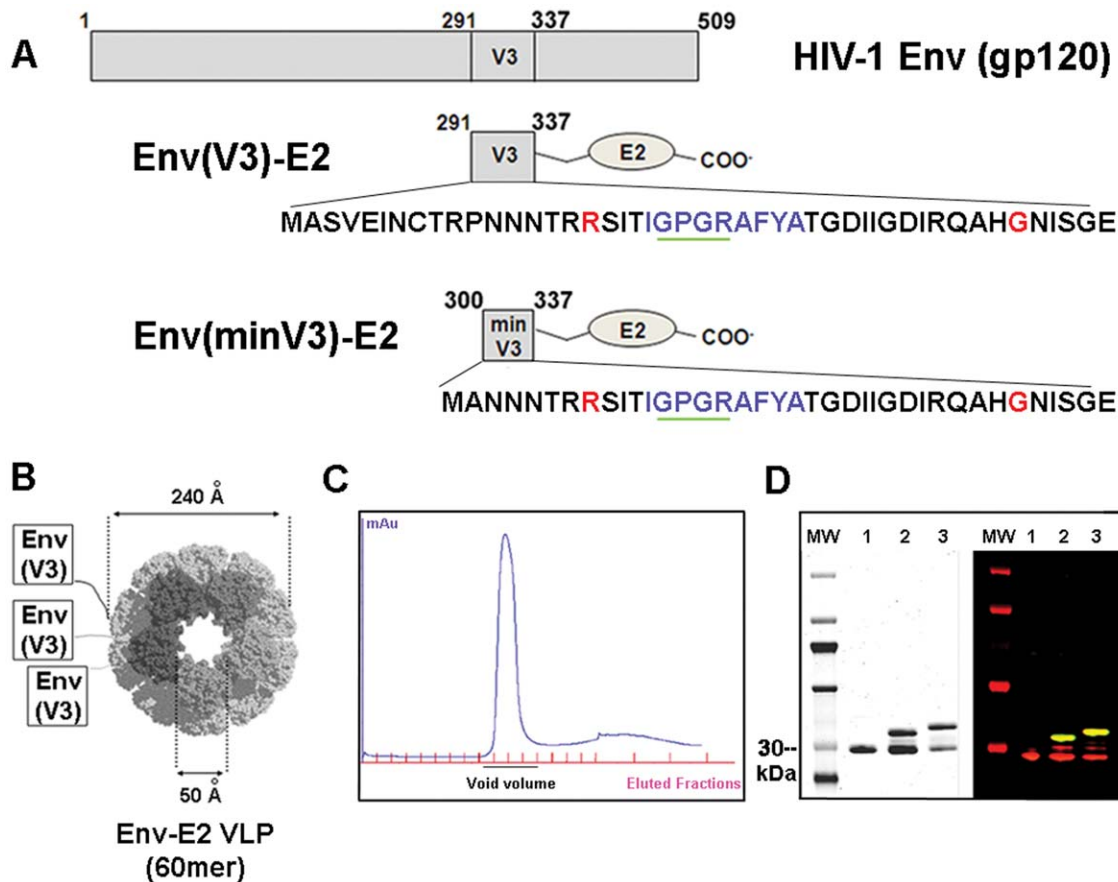 A
1 291 337 509
V3
HIV-1 Env (gp120)
291 337
Env(V3)-E2
V3 E2 COO-
MASVEINCTRPNNNTRRSITIGPGRAFYATGDIIGDIRQAHGNISGE
300 337
Env(minV3)-E2
min
V3
E2 COO-
MANNNTRRSITIGPGRAFYATGDIIGDIRQAHGNISGE
B
240 Å
Env
(V3)
Env
(V3)
Env
(V3)
50 Å
Env-E2 VLP
(60mer)
C
mAu
Void volume
Eluted Fractions
D
MW 1 2 3 MW 1 2 3
30--
kDa